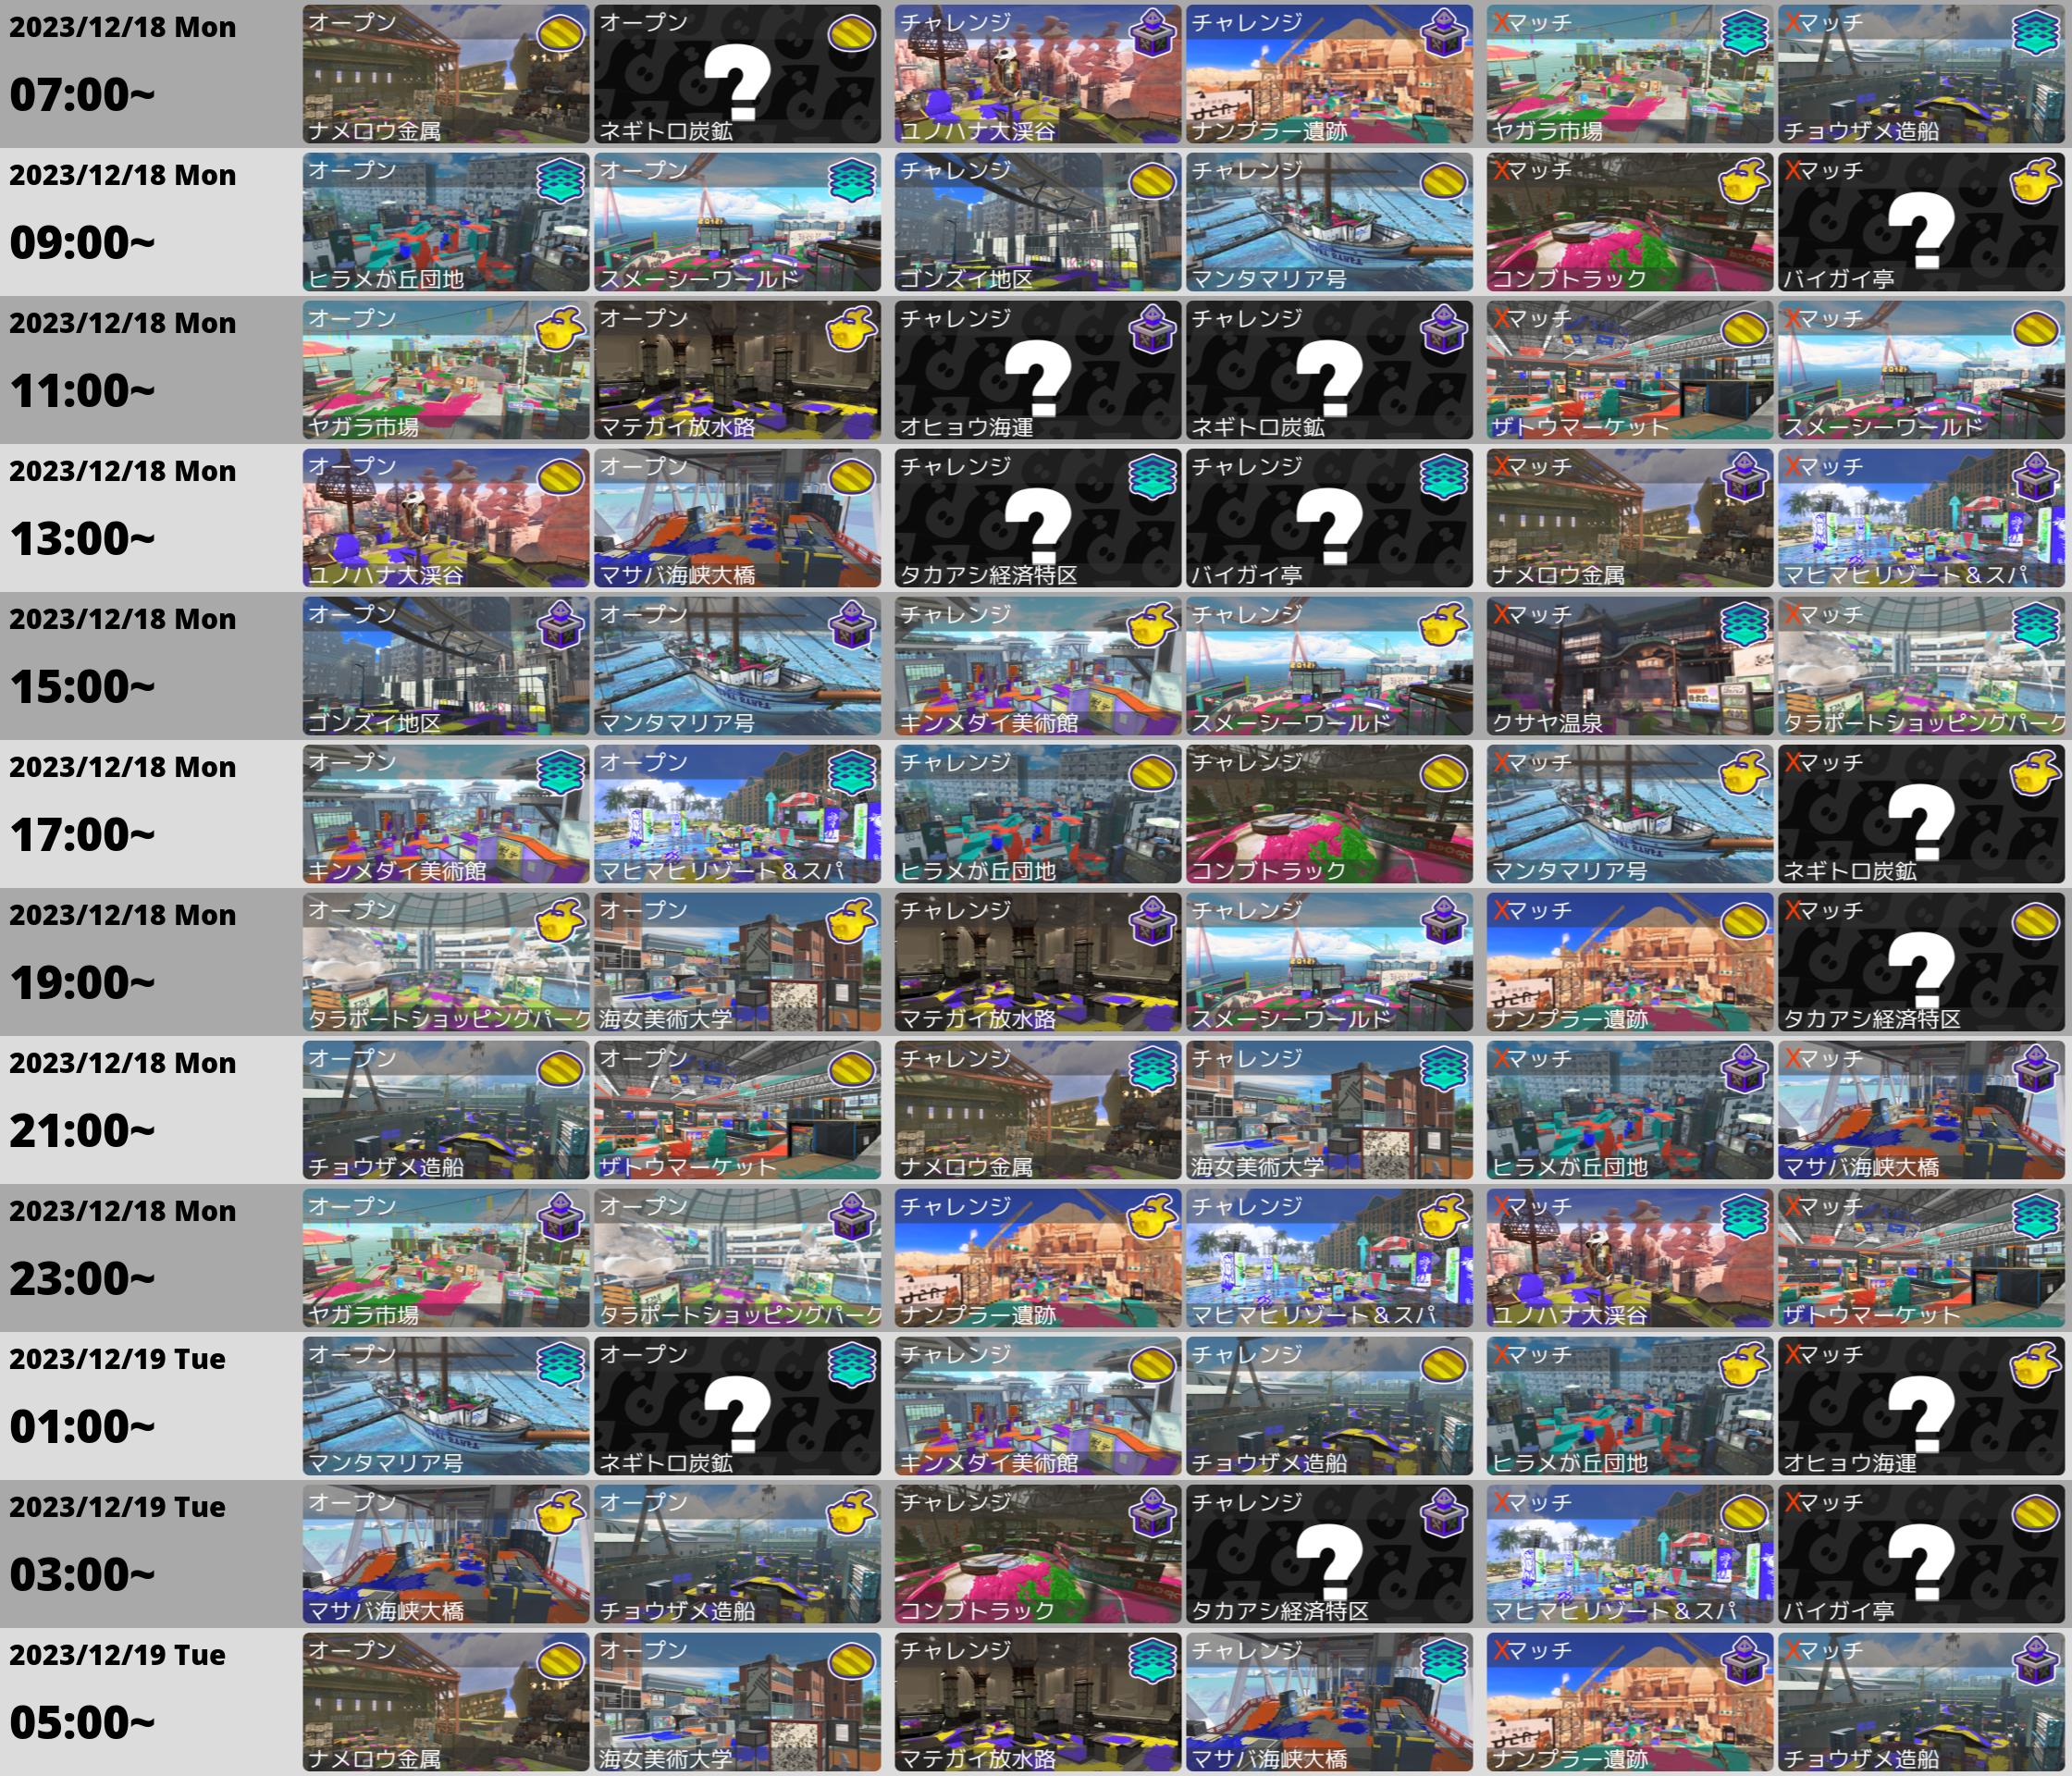 2023/12/18 Mon
07:00~
オープン オープン チャレンジ チャレンジ Xマッチ Xマッチ
ナメロウ金属 ネギトロ炭鉱 ユノハナ大渓谷 ナンプラー遺跡 ヤガラ市場 チョウザメ造船
2023/12/18 Mon
09:00~
オープン オープン チャレンジ チャレンジ Xマッチ Xマッチ
ヒラメが丘団地 スメーシーワールド ゴンズイ地区 マンタマリア号 コンブトラック バイガイ亭
2023/12/18 Mon
11:00~
オープン オープン チャレンジ チャレンジ Xマッチ Xマッチ
ヤガラ市場 マテガイ放水路 オヒョウ海運 ネギトロ炭鉱 ザトウマーケット スメーシーワールド
2023/12/18 Mon
13:00~
オープン オープン チャレンジ チャレンジ Xマッチ Xマッチ
ユノハナ大渓谷 マサバ海峡大橋 タカアシ経済特区 バイガイ亭 ナメロウ金属 マヒマヒリゾート＆スパ
2023/12/18 Mon
15:00~
オープン オープン チャレンジ チャレンジ Xマッチ Xマッチ
ゴンズイ地区 マンタマリア号 キンメダイ美術館 スメーシーワールド クサヤ温泉 タラポートショッピングパーク
2023/12/18 Mon
17:00~
オープン オープン チャレンジ チャレンジ Xマッチ Xマッチ
キンメダイ美術館 マヒマヒリゾート＆スパ ヒラメが丘団地 コンブトラック マンタマリア号 ネギトロ炭鉱
2023/12/18 Mon
19:00~
オープン オープン チャレンジ チャレンジ Xマッチ Xマッチ
タラポートショッピングパーク 海女美術大学 マテガイ放水路 スメーシーワールド ナンプラー遺跡 タカアシ経済特区
2023/12/18 Mon
21:00~
オープン オープン チャレンジ チャレンジ Xマッチ Xマッチ
チョウザメ造船 ザトウマーケット ナメロウ金属 海女美術大学 ヒラメが丘団地 マサバ海峡大橋
2023/12/18 Mon
23:00~
オープン オープン チャレンジ チャレンジ Xマッチ Xマッチ
ヤガラ市場 タラポートショッピングパーク ナンプラー遺跡 マヒマヒリゾート＆スパ ユノハナ大渓谷 ザトウマーケット
2023/12/19 Tue
01:00~
オープン オープン チャレンジ チャレンジ Xマッチ Xマッチ
マンタマリア号 ネギトロ炭鉱 キンメダイ美術館 チョウザメ造船 ヒラメが丘団地 オヒョウ海運
2023/12/19 Tue
03:00~
オープン オープン チャレンジ チャレンジ Xマッチ Xマッチ
マサバ海峡大橋 チョウザメ造船 コンブトラック タカアシ経済特区 マヒマヒリゾート＆スパ バイガイ亭
2023/12/19 Tue
05:00~
オープン オープン チャレンジ チャレンジ Xマッチ Xマッチ
ナメロウ金属 海女美術大学 マテガイ放水路 マサバ海峡大橋 ナンプラー遺跡 チョウザメ造船